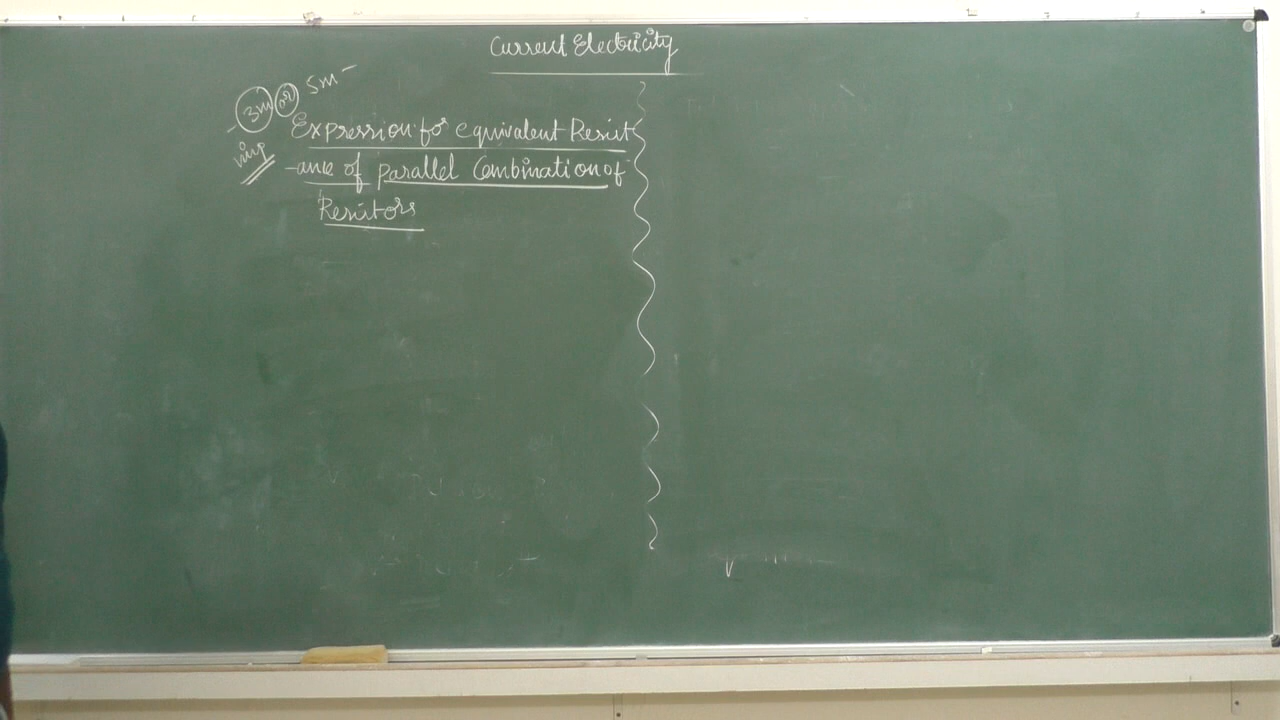 Current Electricity
3m or 5m
Expression for equivalent Resist
imp
-ance of parallel Combination of
Resistors